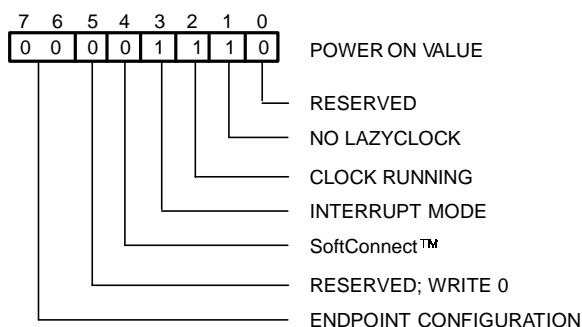 7 6 5 4 3 2 1 0
0 0 0 0 1 1 1 0 POWER ON VALUE
RESERVED
NO LAZYCLOCK
CLOCK RUNNING
INTERRUPT MODE
SoftConnect™
RESERVED; WRITE 0
ENDPOINT CONFIGURATION